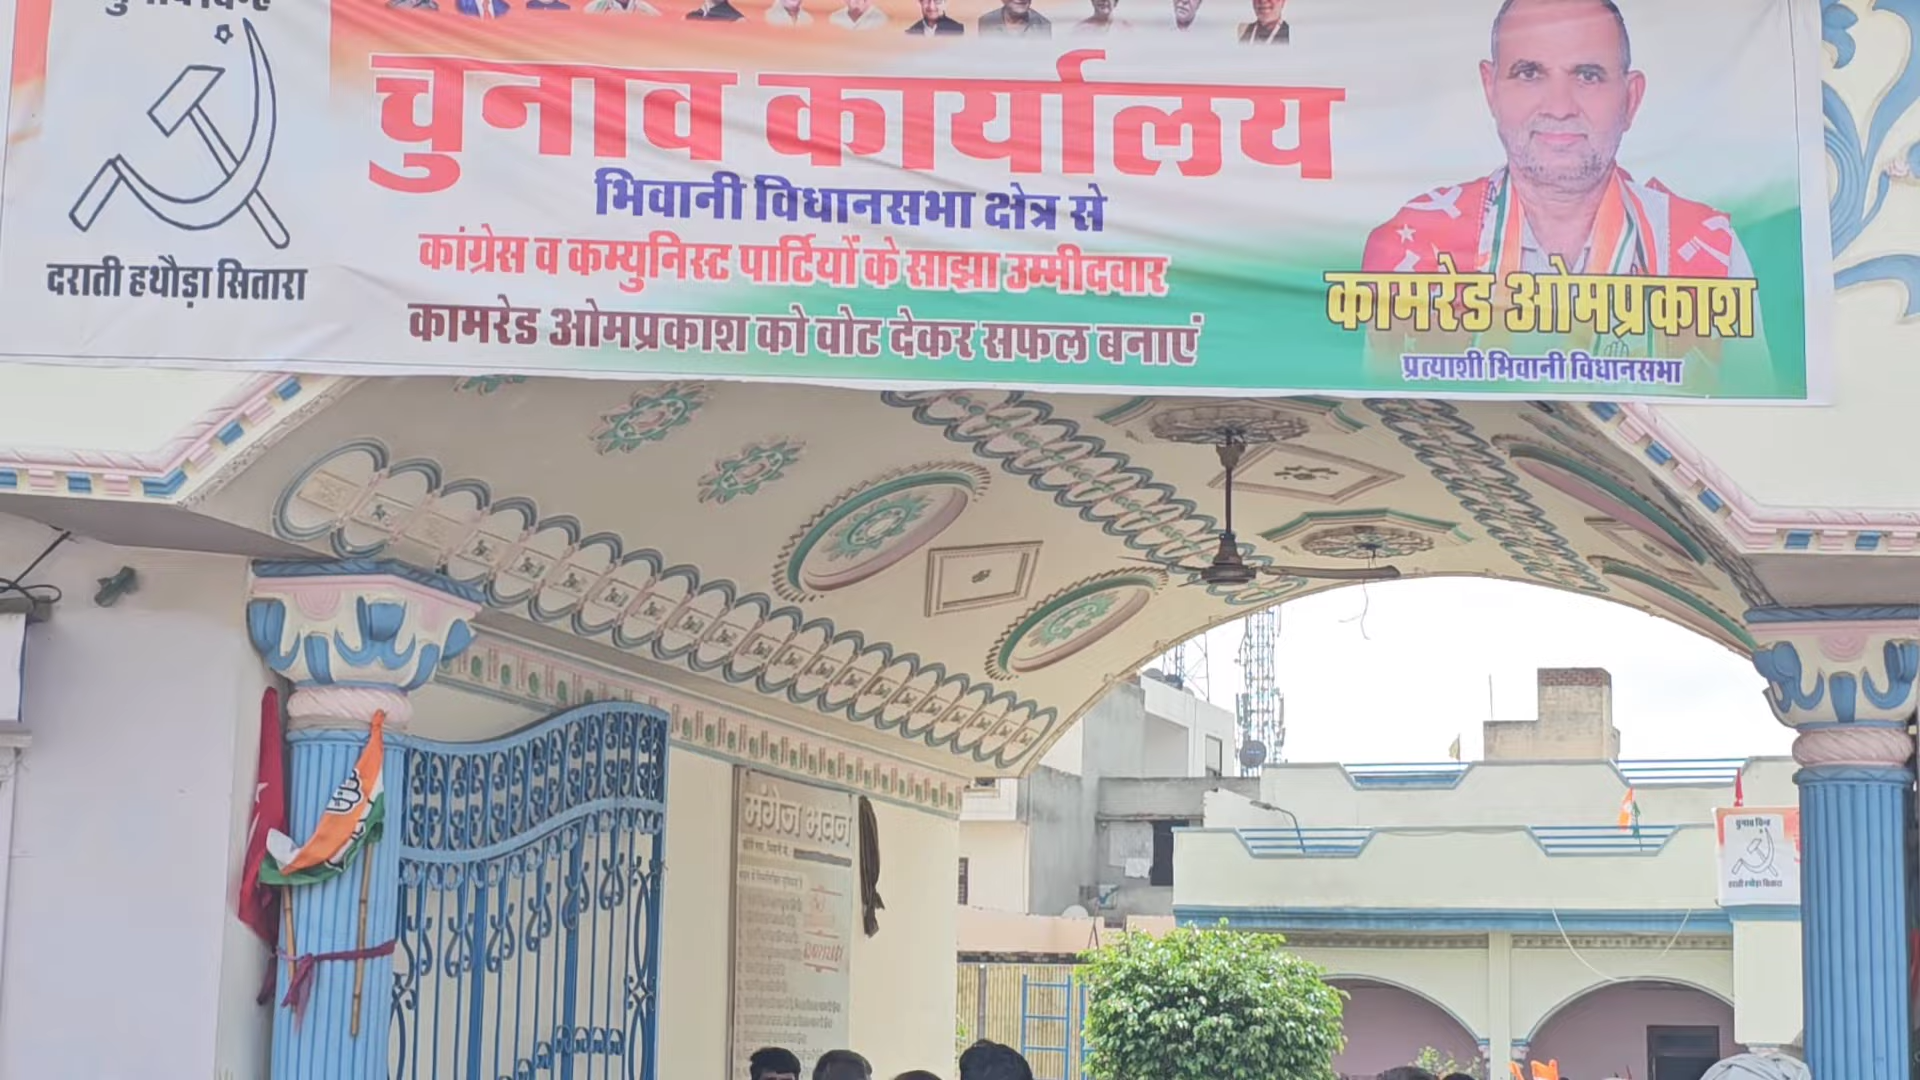 चुनाव चिन्ह
चुनाव कार्यालय
भिवानी विधानसभा क्षेत्र से
कांग्रेस व कम्युनिस्ट पार्टियों के साझा उम्मीदवार
कामरेड ओमप्रकाश को वोट देकर सफल बनाएं
दराती हथौड़ा सितारा
कामरेड ओमप्रकाश
प्रत्याशी भिवानी विधानसभा
मंगेज भवन
चुनाव चिन्ह
दराती हथौड़ा सितारा